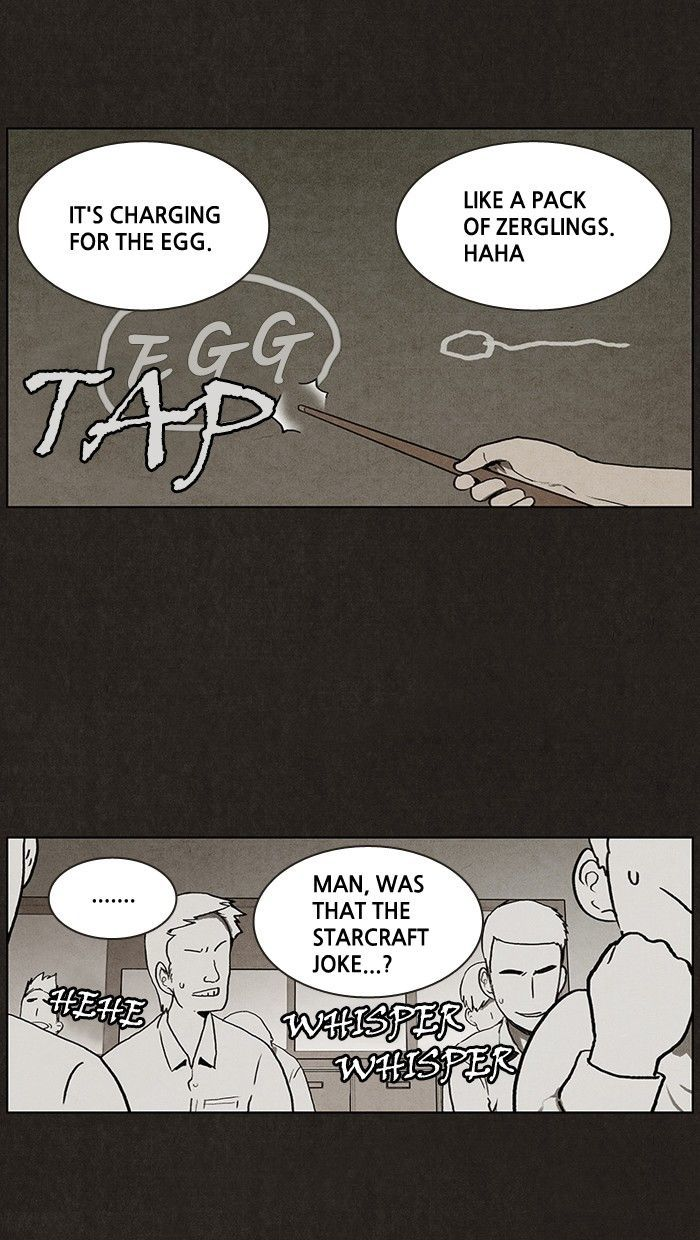 IT'S CHARGING
FOR THE EGG.
LIKE A PACK
OF ZERGLINGS.
HAHA
EGG
TAP
.......
MAN, WAS
THAT THE
STARCRAFT
JOKE...?
HEHE
WHISPER
WHISPER